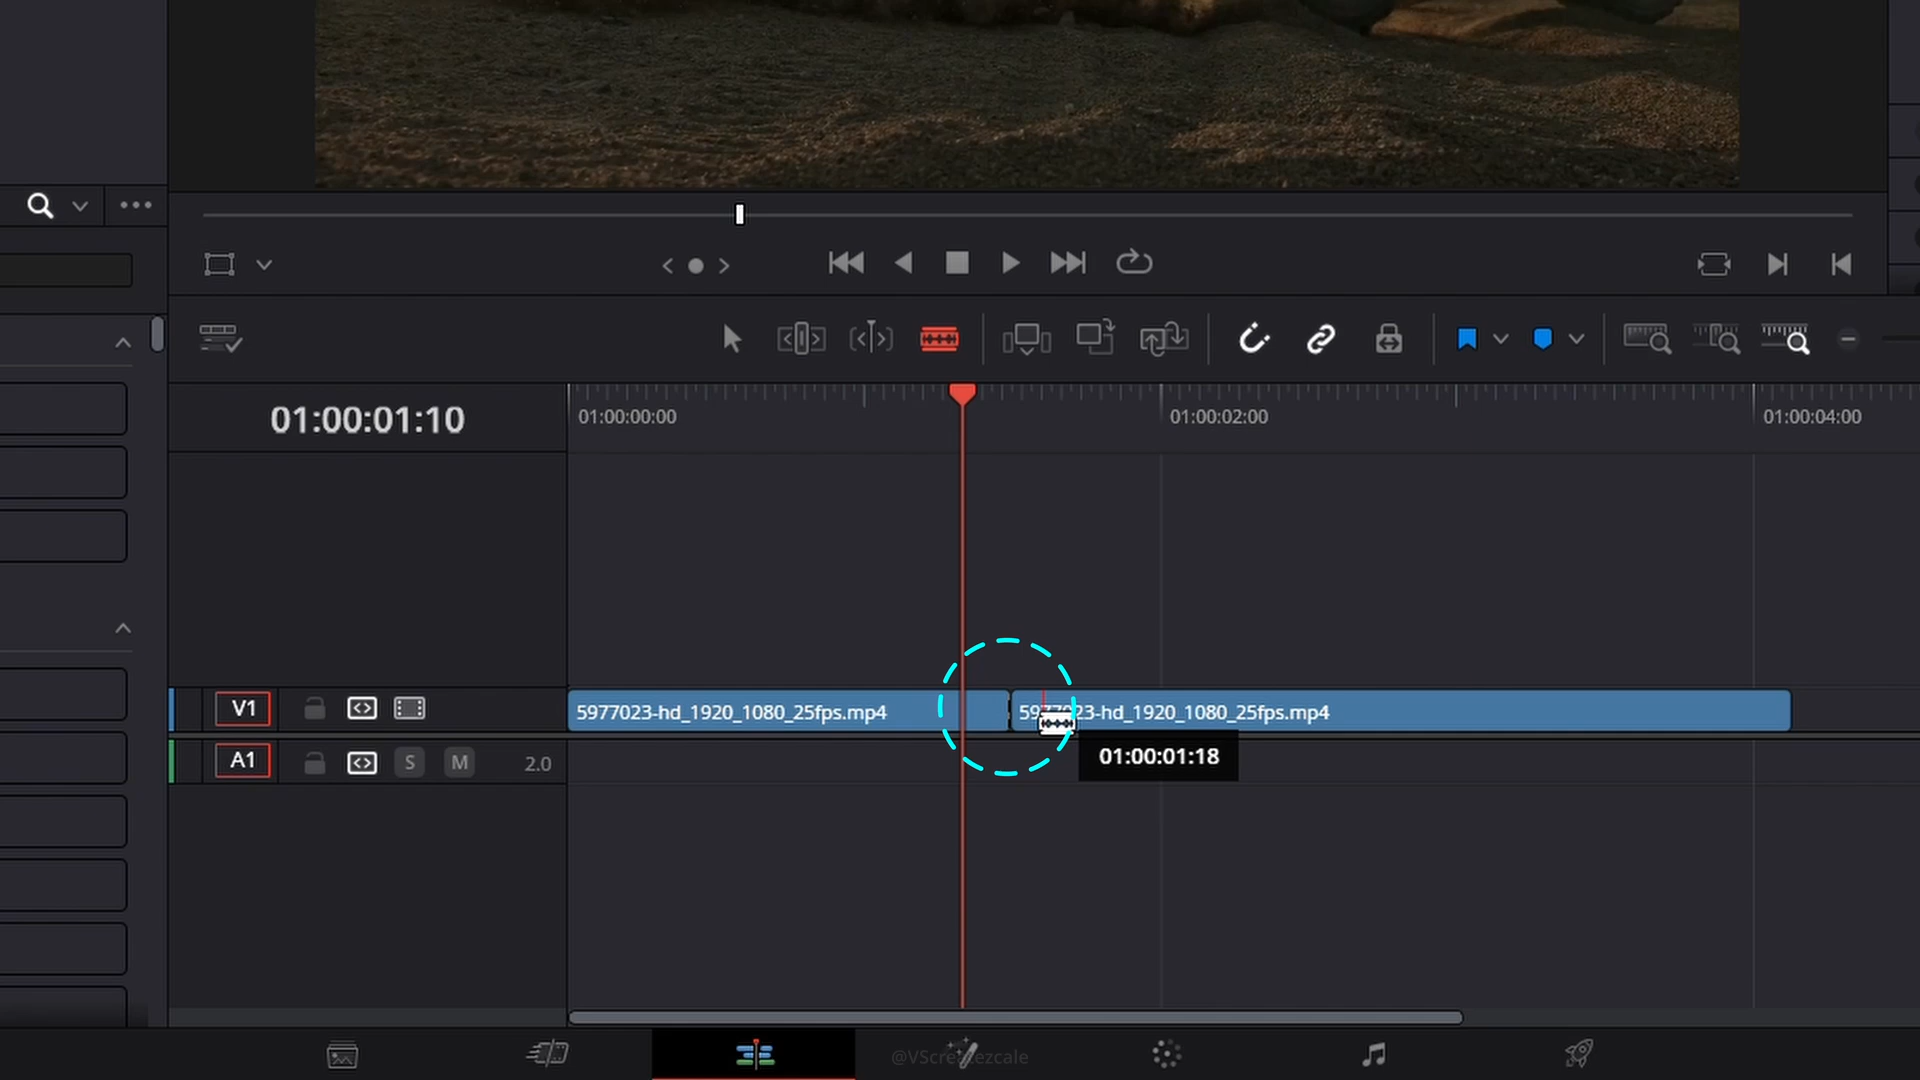 01:00:01:10
01:00:00:00
01:00:02:00
01:00:04:00
V1
5977023-hd_1920_1080_25fps.mp4
5977023-hd_1920_1080_25fps.mp4
A1
S
M
2.0
01:00:01:18